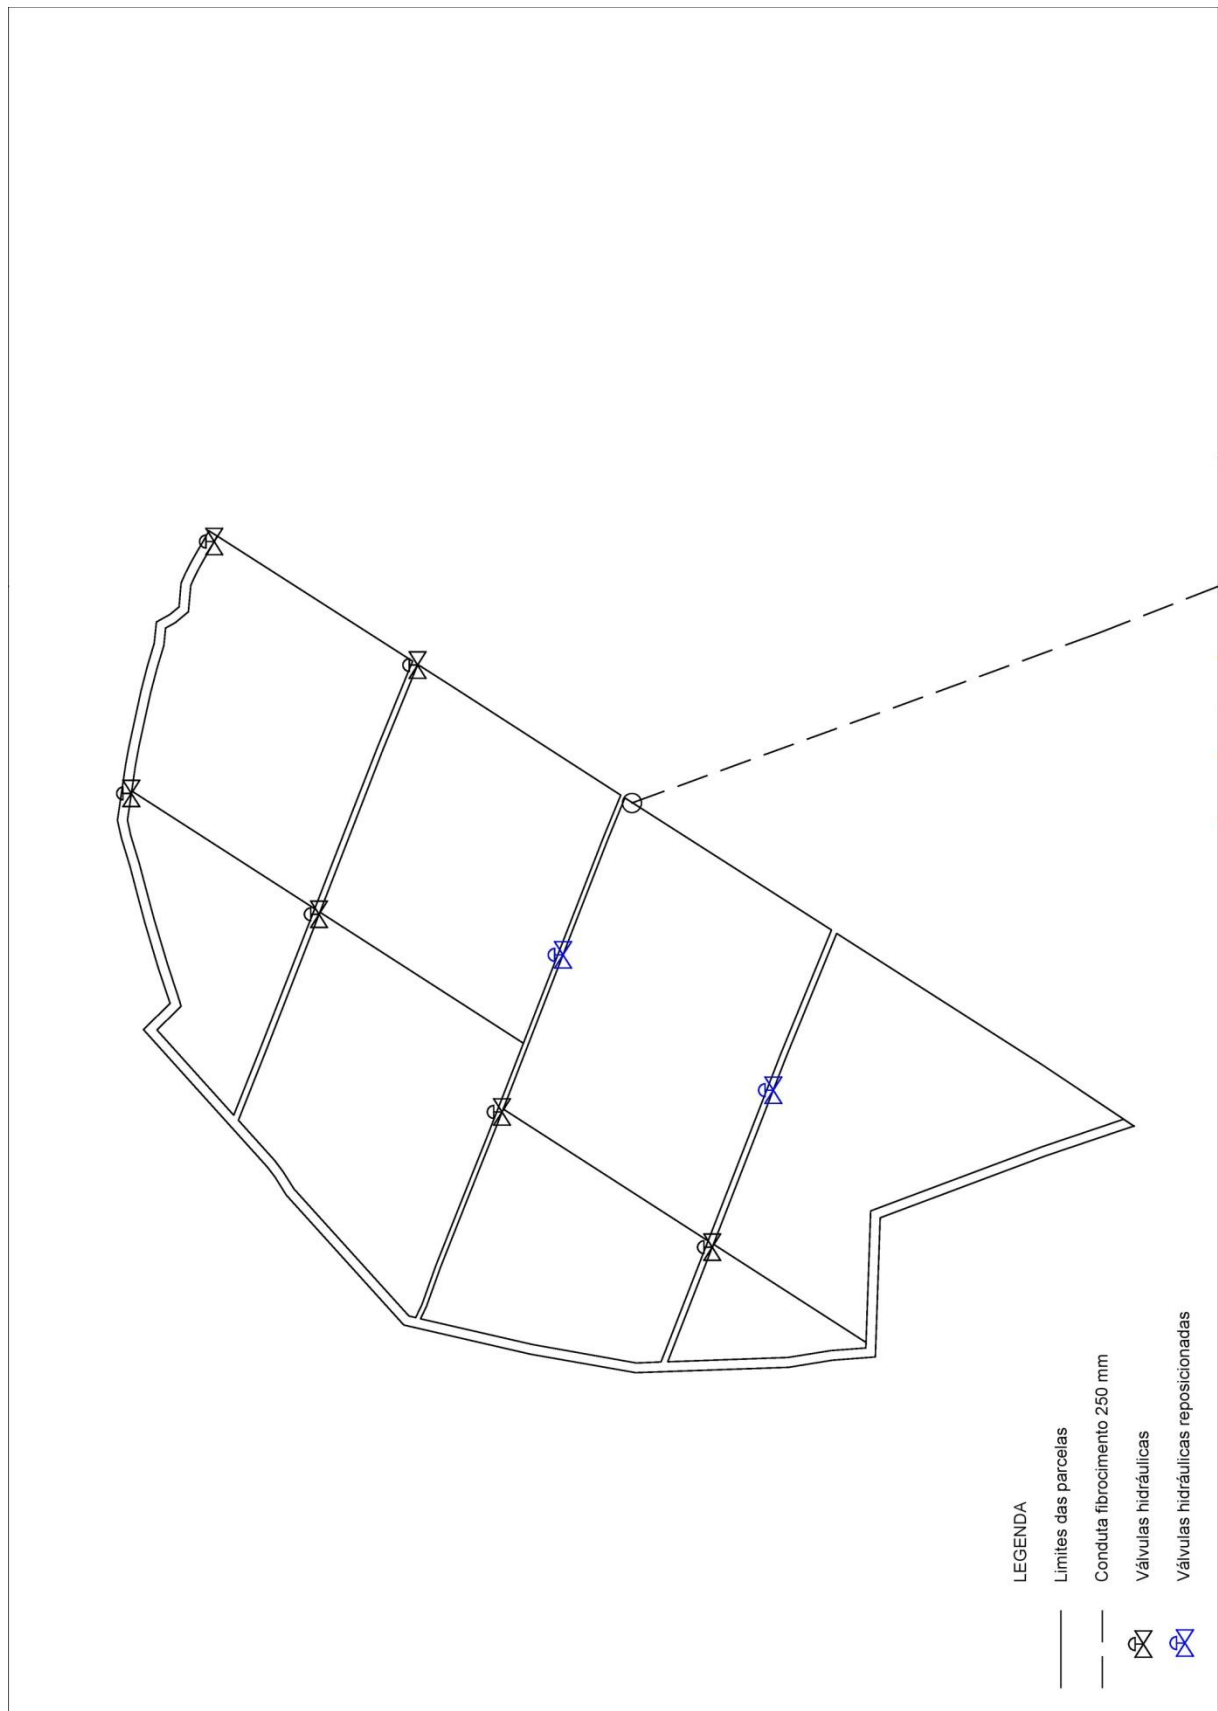 LEGENDA
Limites das parcelas
Conduta fibrocimento 250 mm
Válvulas hidráulicas
Válvulas hidráulicas reposicionadas